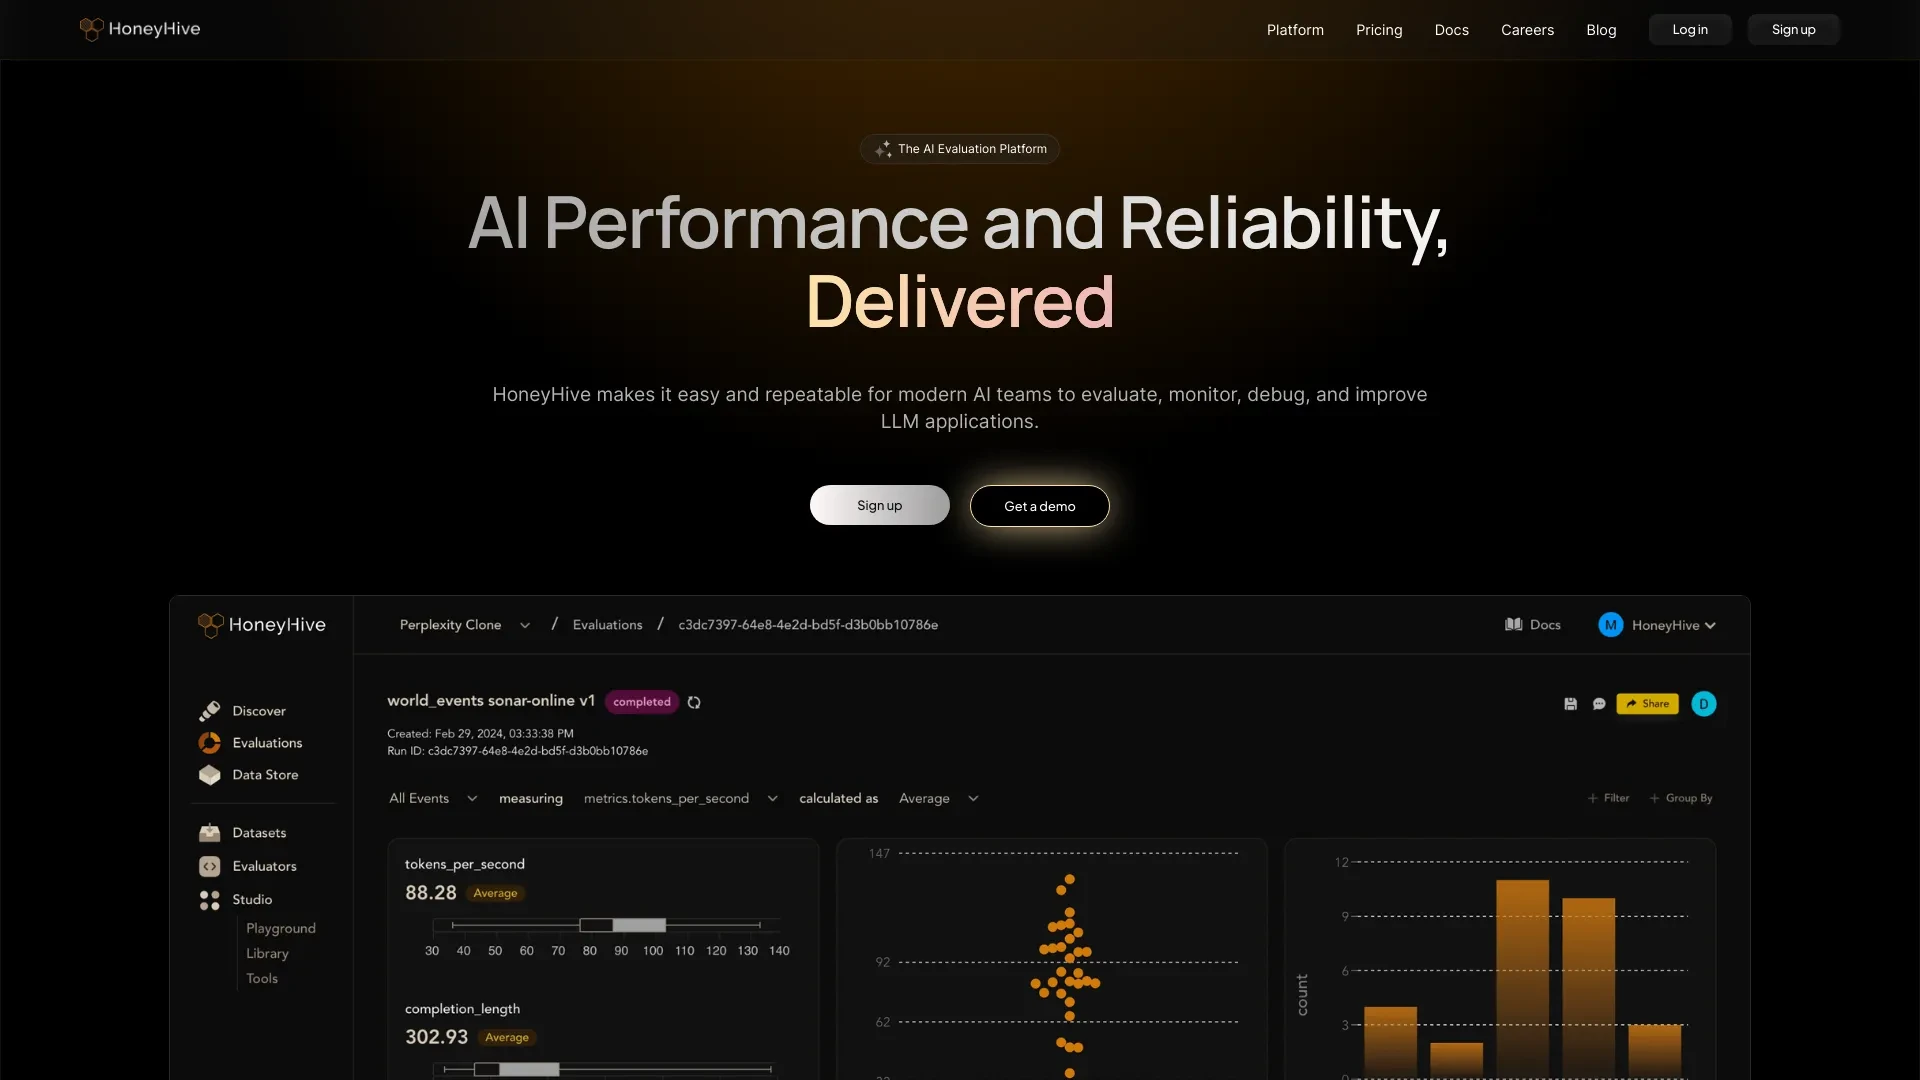 HoneyHive
Platform
Pricing
Docs
Careers
Blog
Log in
Sign up
The AI Evaluation Platform
AI Performance and Reliability,
Delivered
HoneyHive makes it easy and repeatable for modern AI teams to evaluate, monitor, debug, and improve
LLM applications.
Sign up
Get a demo
HoneyHive
Perplexity Clone / Evaluations / c3dc7397-64e8-4e2d-bd5f-d3b0bb10786e
Docs
M
HoneyHive
Discover
Evaluations
Data Store
Datasets
Evaluators
Studio
Playground
Library
Tools
world_events sonar-online v1
completed
Share
D
Created: Feb 29, 2024, 03:33:38 PM
Run ID: c3dc7397-64e8-4e2d-bd5f-d3b0bb10786e
All Events measuring metrics.tokens_per_second calculated as Average
+ Filter
+ Group By
tokens_per_second
88.28 Average
30 40 50 60 70 80 90 100 110 120 130 140
completion_length
302.93 Average
147
92
62
12
9
6
3
count